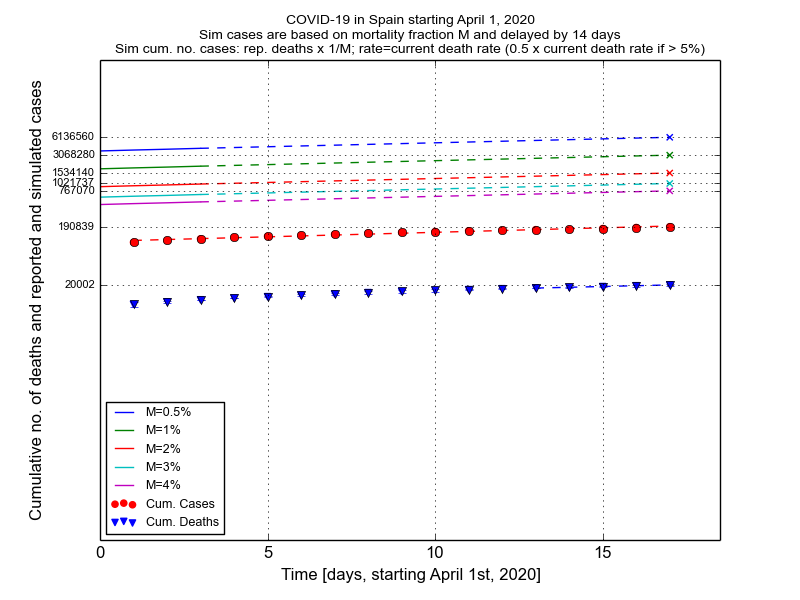 COVID-19 in Spain starting April 1, 2020
Sim cases are based on mortality fraction M and delayed by 14 days
Sim cum. no. cases: rep. deaths x 1/M; rate=current death rate (0.5 x current death rate if > 5%)
Cumulative no. of deaths and reported and simulated cases
6136560
3068280
1534140
1021737
767070
190839
20002
M=0.5%
M=1%
M=2%
M=3%
M=4%
Cum. Cases
Cum. Deaths
0 5 10 15
Time [days, starting April 1st, 2020]